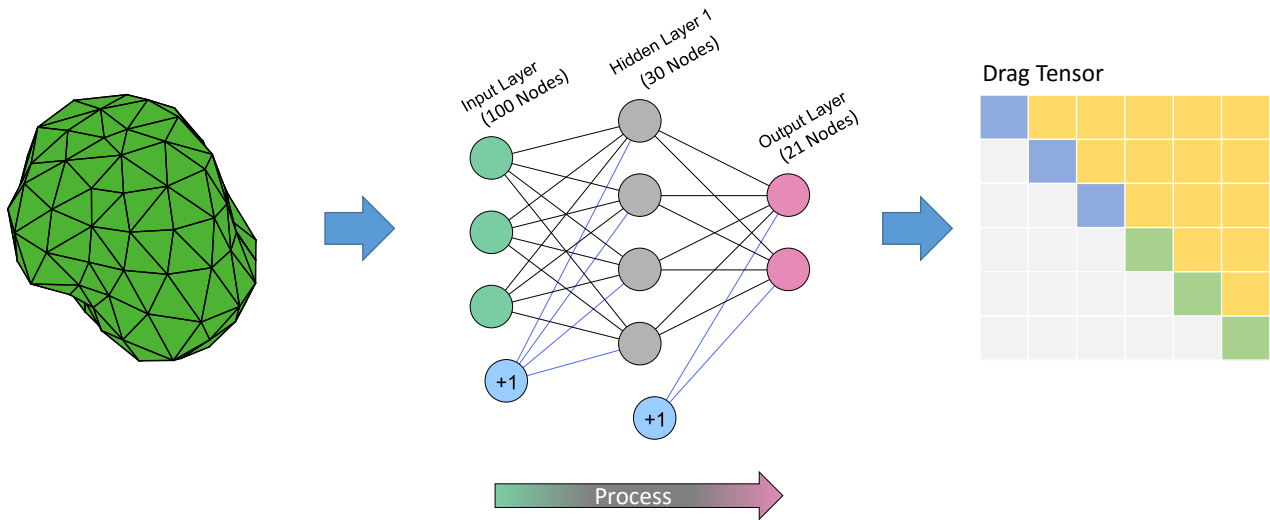 Input Layer
(100 Nodes)
Hidden Layer 1
(30 Nodes)
Output Layer
(21 Nodes)
Drag Tensor
+1
+1
Process